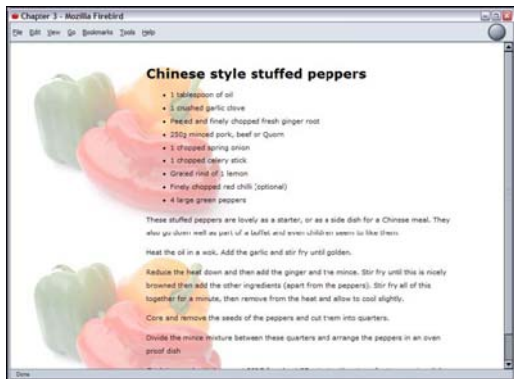 Chapter 3 - Mozilla Firebird
File Edit View Go Bookmarks Tools Help
Chinese style stuffed peppers
1 tablespoon of oil
1 crushed garlic clove
Peeled and finely chopped fresh ginger root
250g minced pork, beef or Quorn
1 chopped spring onion
1 chopped celery stick
Grated rind of 1 lemon
Finely chopped red chilli (optional)
4 large green peppers
These stuffed peppers are lovely as a starter, or as a side dish for a Chinese meal. They
also go down well as part of a buffet and even children seem to like them.
Heat the oil in a wok. Add the garlic and stir fry until golden.
Reduce the heat down and then add the ginger and the mince. Stir fry until this is nicely
browned then add the other ingredients (apart from the peppers). Stir fry all of this
together for a minute, then remove from the heat and allow to cool slightly.
Core and remove the seeds of the peppers and cut them into quarters.
Divide the mince mixture between these quarters and arrange the peppers in an oven
proof dish
Done